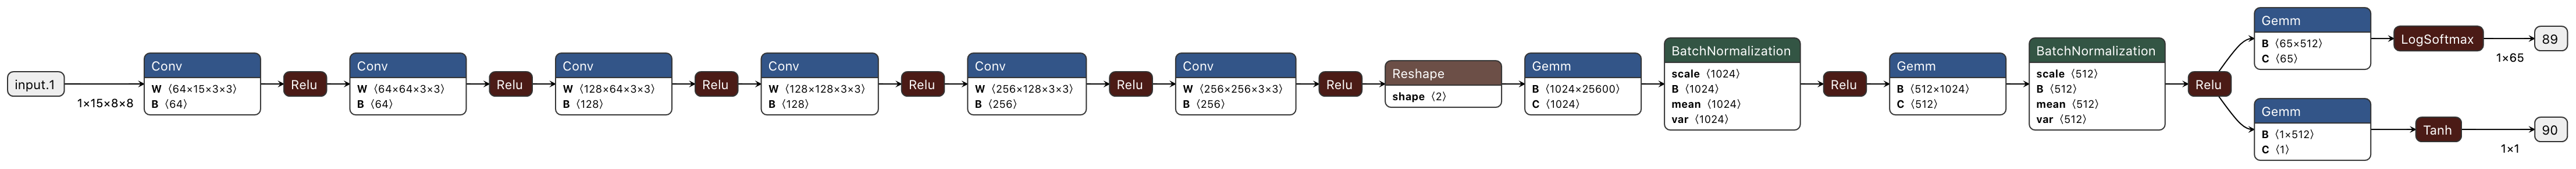 input.1
1×15×8×8
Conv
W ⟨64×15×3×3⟩
B ⟨64⟩
Relu
Conv
W ⟨64×64×3×3⟩
B ⟨64⟩
Relu
Conv
W ⟨128×64×3×3⟩
B ⟨128⟩
Relu
Conv
W ⟨128×128×3×3⟩
B ⟨128⟩
Relu
Conv
W ⟨256×128×3×3⟩
B ⟨256⟩
Relu
Conv
W ⟨256×256×3×3⟩
B ⟨256⟩
Relu
Reshape
shape ⟨2⟩
Gemm
B ⟨1024×25600⟩
C ⟨1024⟩
BatchNormalization
scale ⟨1024⟩
B ⟨1024⟩
mean ⟨1024⟩
var ⟨1024⟩
Relu
Gemm
B ⟨512×1024⟩
C ⟨512⟩
BatchNormalization
scale ⟨512⟩
B ⟨512⟩
mean ⟨512⟩
var ⟨512⟩
Relu
Gemm
B ⟨65×512⟩
C ⟨65⟩
LogSoftmax
1×65
89
Gemm
B ⟨1×512⟩
C ⟨1⟩
Tanh
1×1
90